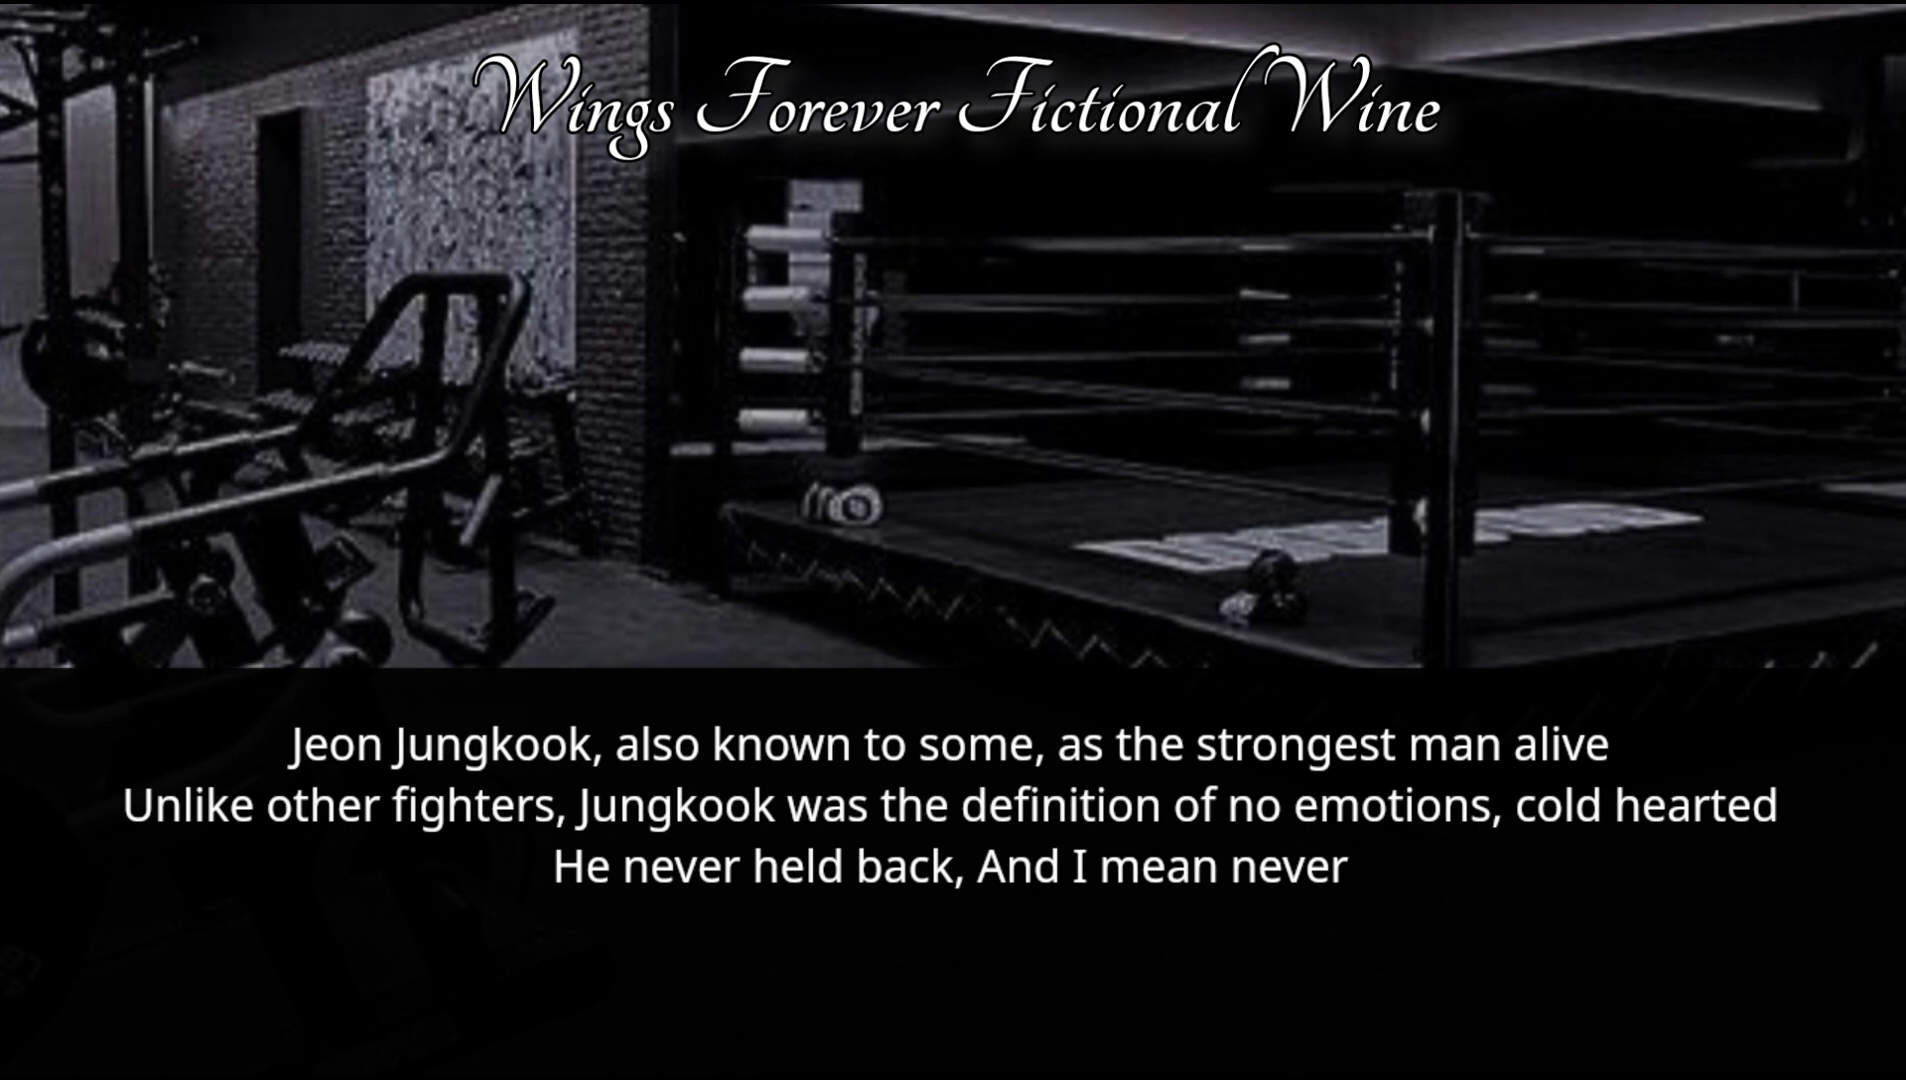 Wings Forever Fictional Wine
Jeon Jungkook, also known to some, as the strongest man alive
Unlike other fighters, Jungkook was the definition of no emotions, cold hearted
He never held back, And I mean never